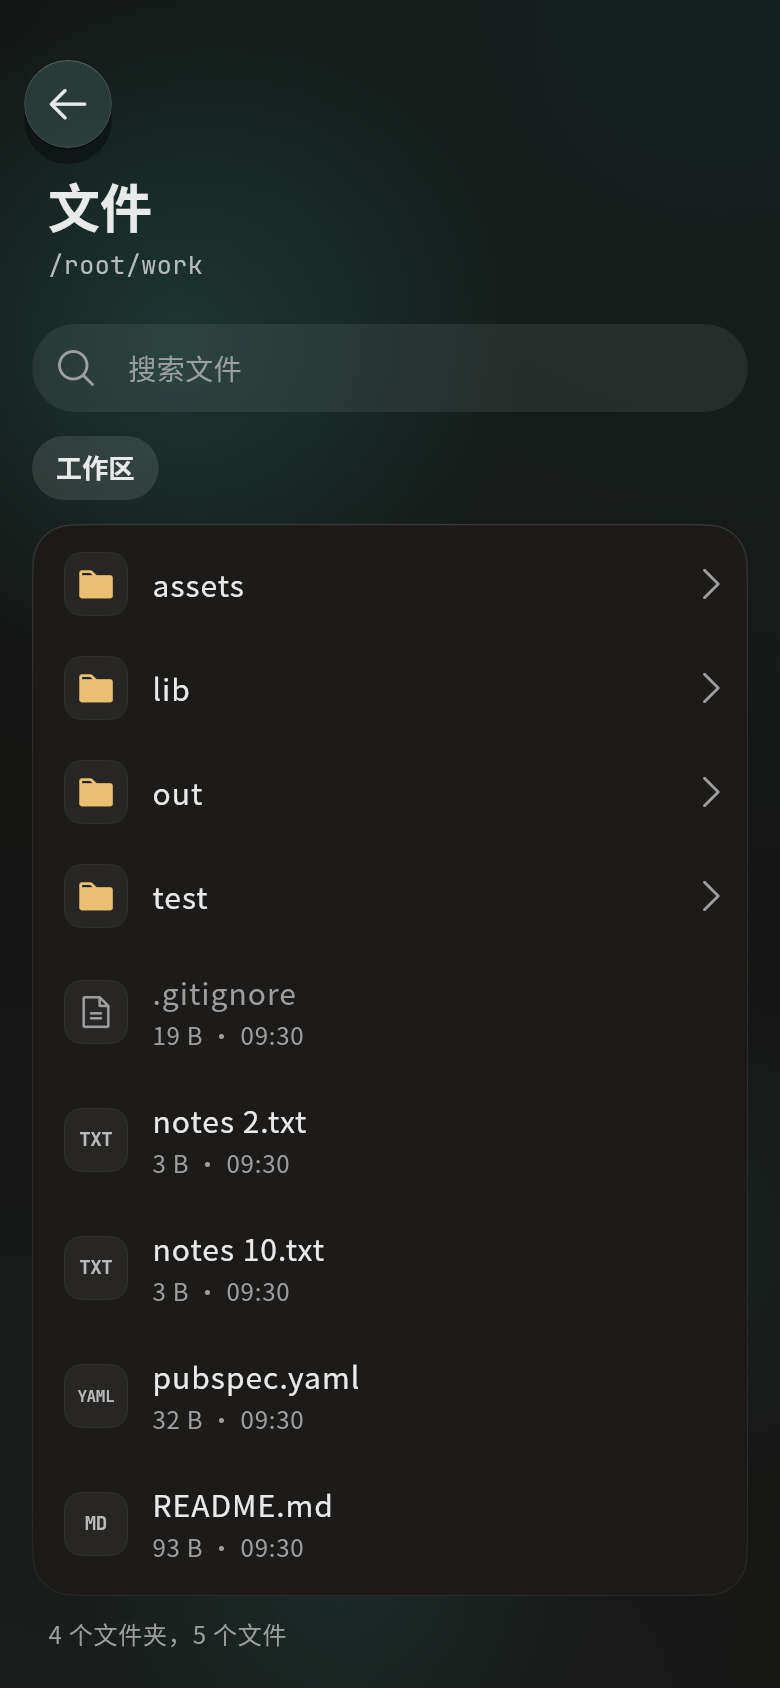 文件
/root/work
搜索文件
工作区
assets
lib
out
test
.gitignore
19 B • 09:30
TXT
notes 2.txt
3 B • 09:30
TXT
notes 10.txt
3 B • 09:30
YAML
pubspec.yaml
32 B • 09:30
MD
README.md
93 B • 09:30
4 个文件夹，5 个文件